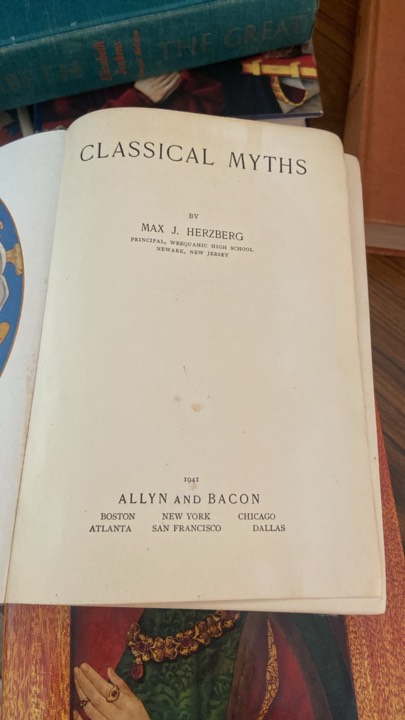 THE GREAT
CLASSICAL MYTHS
BY
MAX J. HERZBERG
PRINCIPAL, WEEQUAHIC HIGH SCHOOL
NEWARK, NEW JERSEY
1941
ALLYN AND BACON
BOSTON NEW YORK CHICAGO
ATLANTA SAN FRANCISCO DALLAS